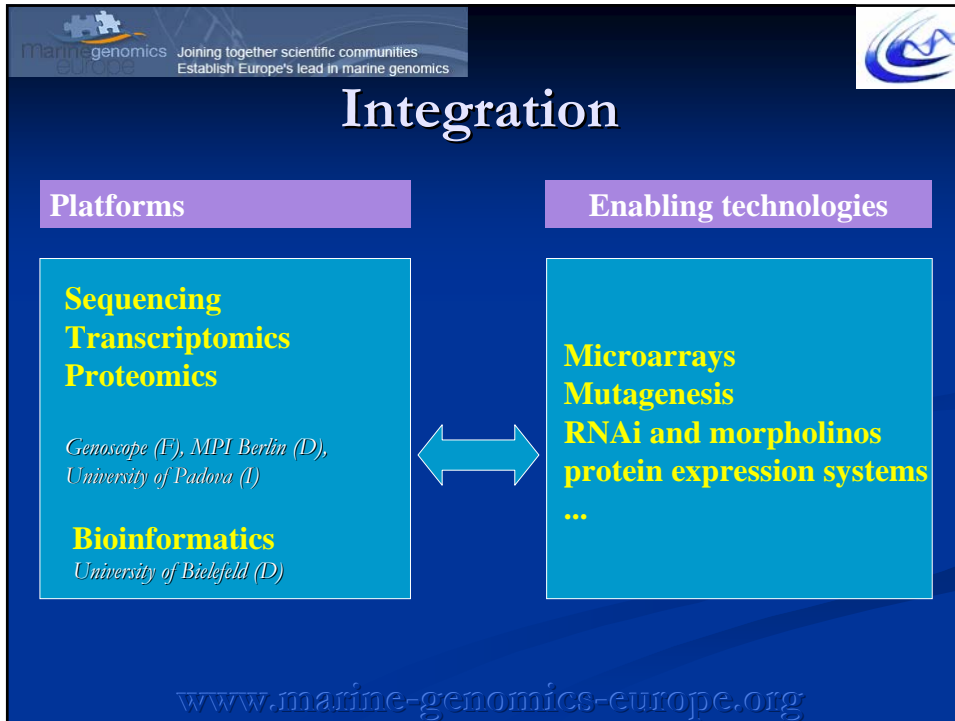 marinegenomics
europe
Joining together scientific communities
Establish Europe's lead in marine genomics
Integration
Platforms
Sequencing
Transcriptomics
Proteomics
Genoscope (F), MPI Berlin (D),
University of Padova (I)
Bioinformatics
University of Bielefeld (D)
Enabling technologies
Microarrays
Mutagenesis
RNAi and morpholinos
protein expression systems
...
www.marine-genomics-europe.org